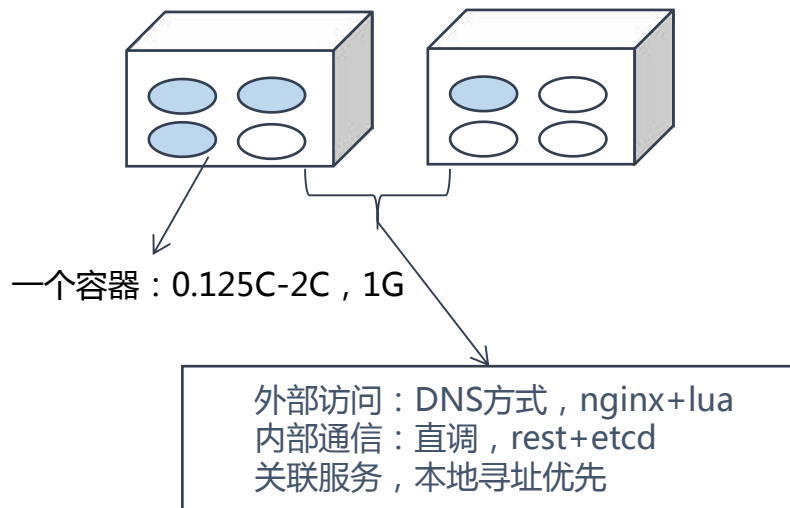 一个容器：0.125C-2C，1G
外部访问：DNS方式，nginx+lua
内部通信：直调，rest+etcd
关联服务，本地寻址优先